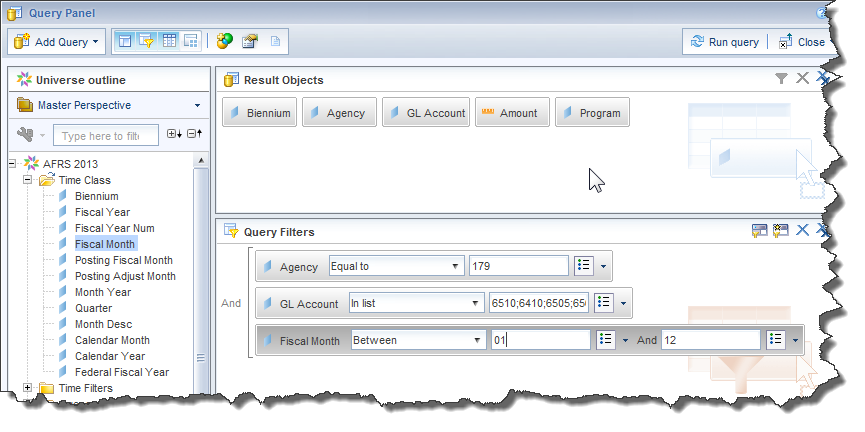 Query Panel
Add Query
Run query
Close
Universe outline
Master Perspective
Type here to filt
AFRS 2013
Time Class
Biennium
Fiscal Year
Fiscal Year Num
Fiscal Month
Posting Fiscal Month
Posting Adjust Month
Month Year
Quarter
Month Desc
Calendar Month
Calendar Year
Federal Fiscal Year
Time Filters
Result Objects
Biennium Agency GL Account Amount Program
Query Filters
And
Agency Equal to 179
GL Account In list 6510;6410;6505;65
Fiscal Month Between 01 And 12